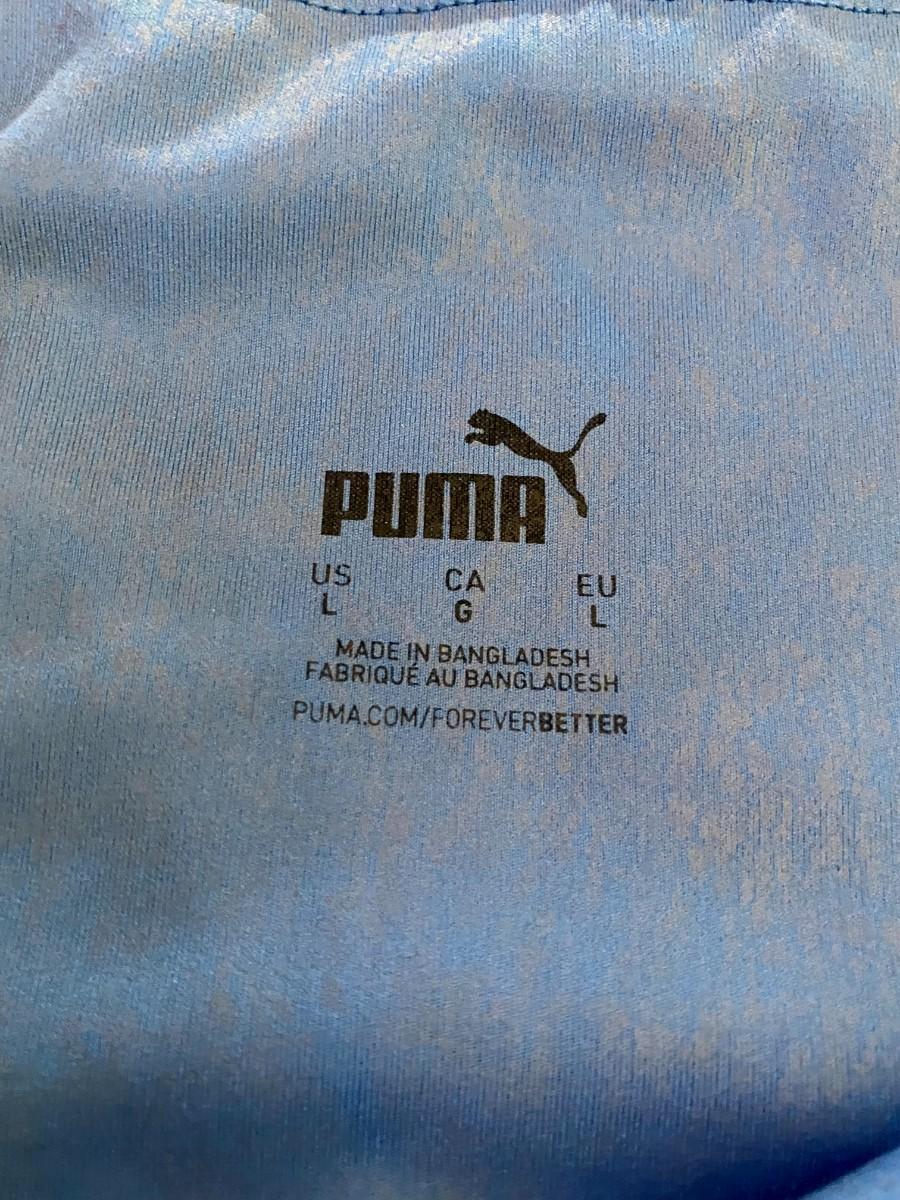 PUMA
US CA EU
L G L
MADE IN BANGLADESH
FABRIQUÉ AU BANGLADESH
PUMA.COM/FOREVERBETTER